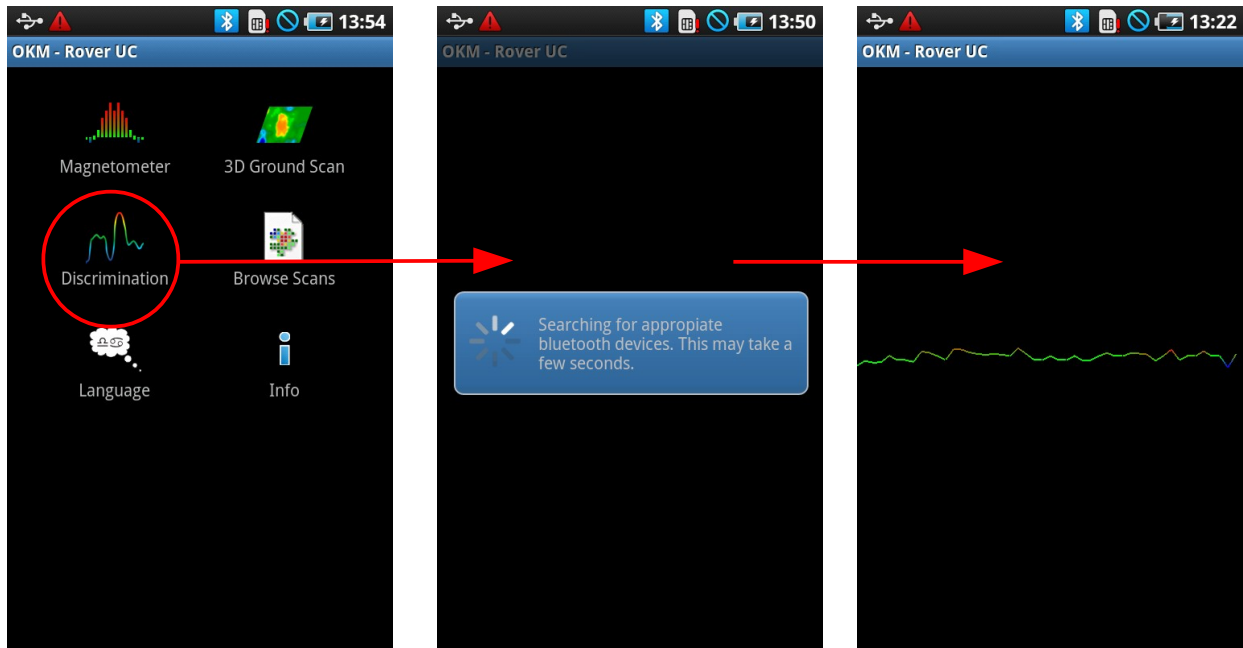 13:54
OKM - Rover UC
Magnetometer
3D Ground Scan
Discrimination
Browse Scans
Language
Info
13:50
OKM - Rover UC
Searching for appropiate
bluetooth devices. This may take a
few seconds.
13:22
OKM - Rover UC